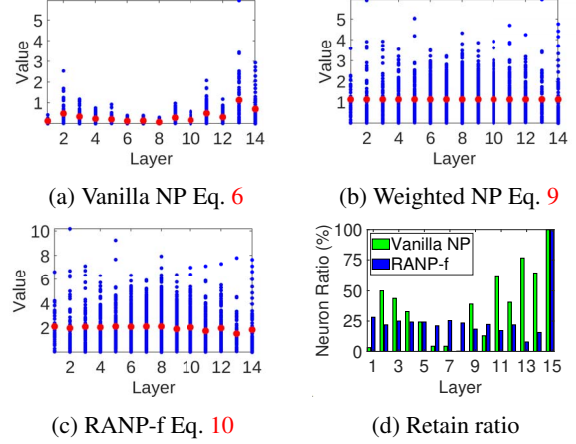 5
4
3
2
1
Value
2 4 6 8 10 12 14
Layer
(a) Vanilla NP Eq. 6
5
4
3
2
1
Value
2 4 6 8 10 12 14
Layer
(b) Weighted NP Eq. 9
10
8
6
4
2
Value
2 4 6 8 10 12 14
Layer
(c) RANP-f Eq. 10
100
75
50
25
0
Neuron Ratio (%)
Vanilla NP
RANP-f
1 3 5 7 9 11 13 15
Layer
(d) Retain ratio